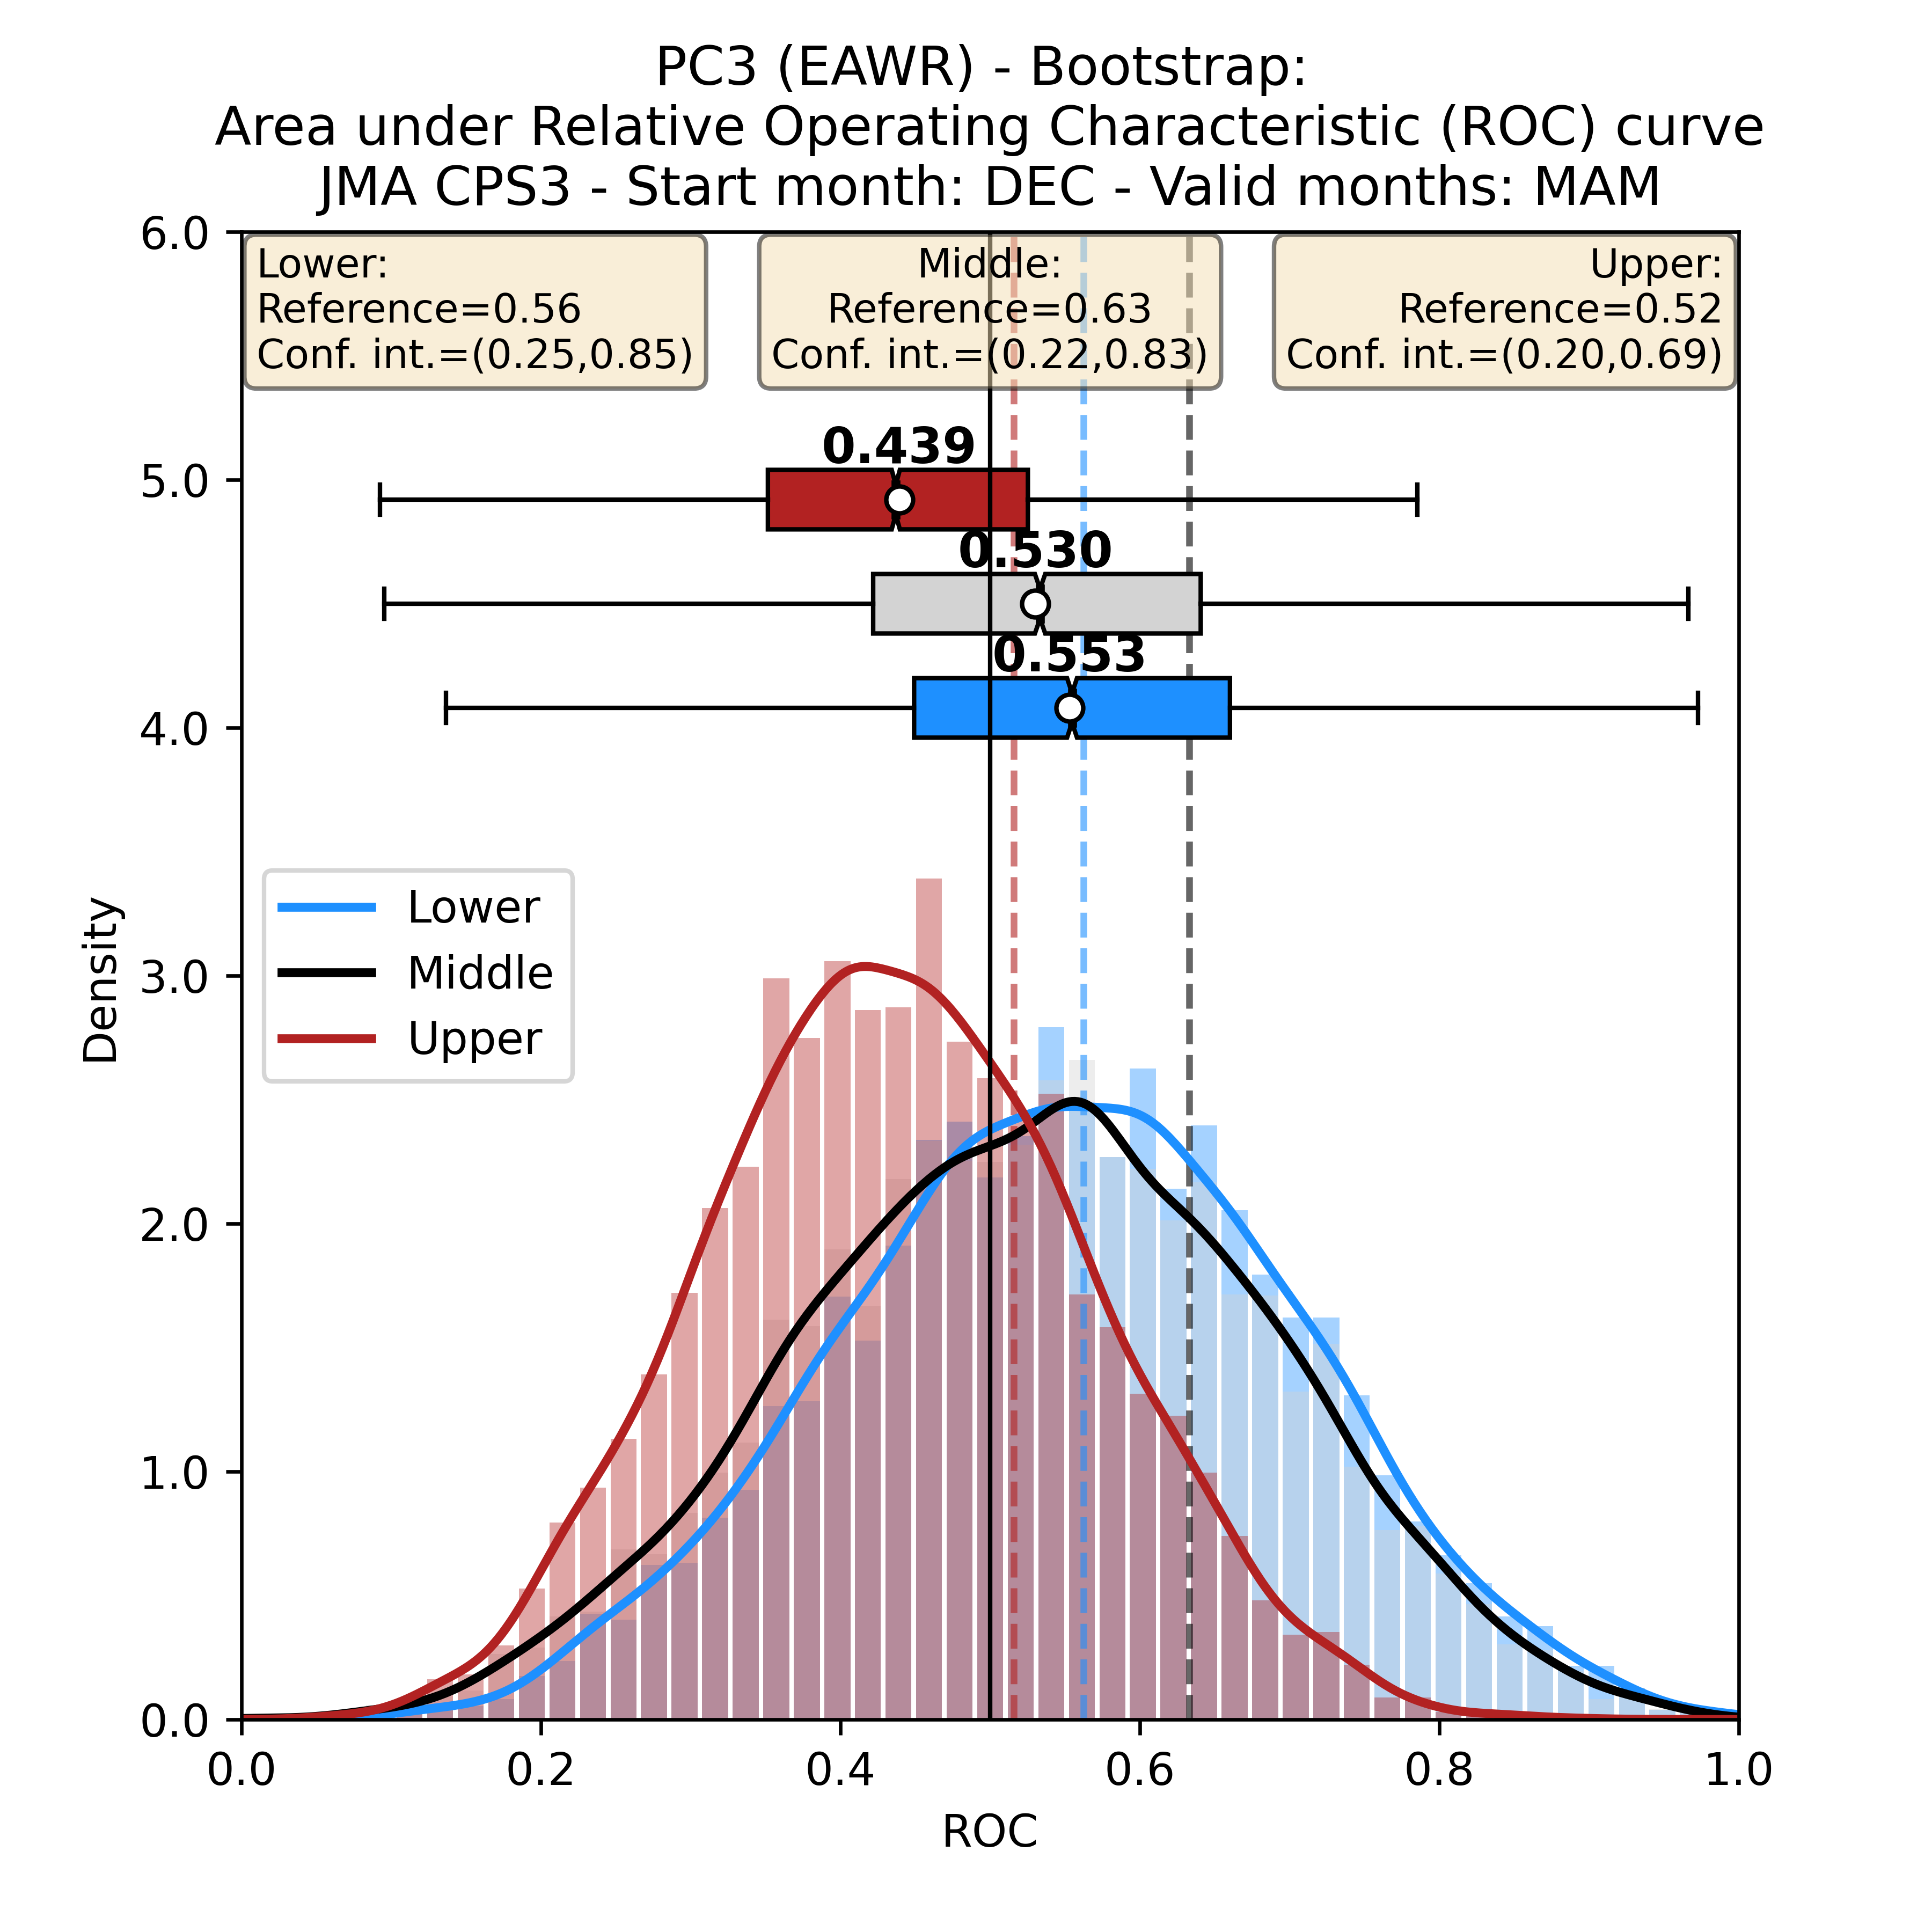 PC3 (EAWR) - Bootstrap:
Area under Relative Operating Characteristic (ROC) curve
JMA CPS3 - Start month: DEC - Valid months: MAM
Lower:
Reference=0.56
Conf. int.=(0.25,0.85)
Middle:
Reference=0.63
Conf. int.=(0.22,0.83)
Upper:
Reference=0.52
Conf. int.=(0.20,0.69)
0.439
0.530
0.553
Lower
Middle
Upper
Density
6.0
5.0
4.0
3.0
2.0
1.0
0.0
0.0 0.2 0.4 0.6 0.8 1.0
ROC